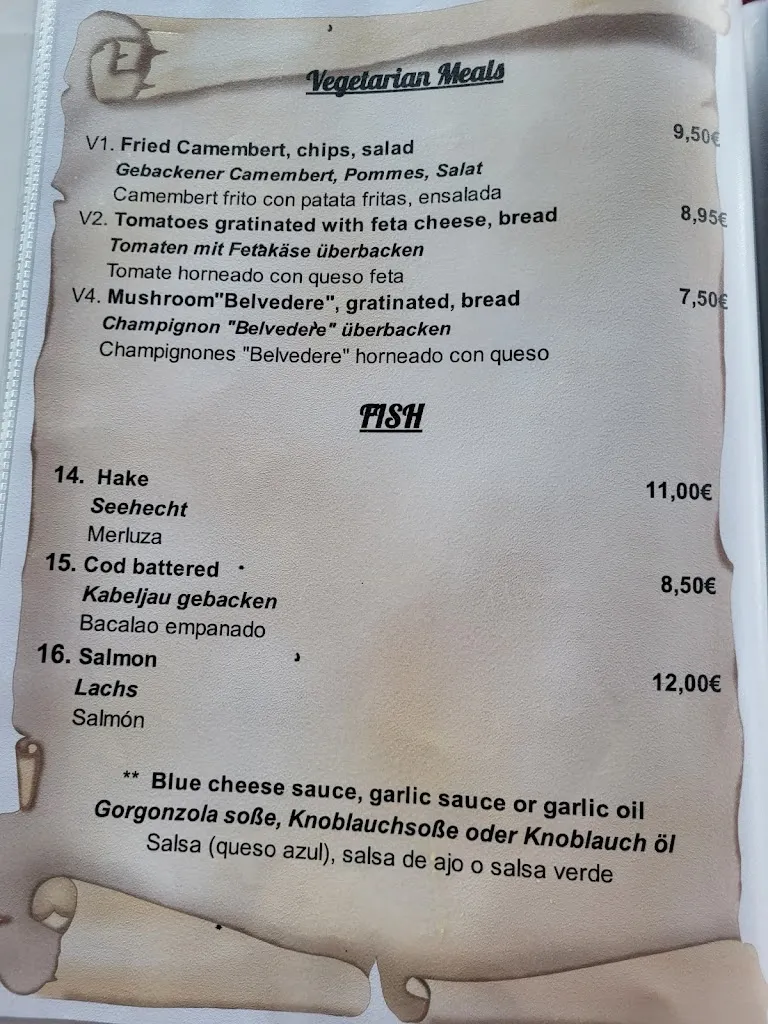 Vegetarian Meals
V1. Fried Camembert, chips, salad 9,50€
Gebackener Camembert, Pommes, Salat
Camembert frito con patata fritas, ensalada
V2. Tomatoes gratinated with feta cheese, bread 8,95€
Tomaten mit Fetakäse überbacken
Tomate horneado con queso feta
V4. Mushroom"Belvedere", gratinated, bread 7,50€
Champignon "Belvedere" überbacken
Champignones "Belvedere" horneado con queso
FISH
14. Hake 11,00€
Seehecht
Merluza
15. Cod battered 8,50€
Kabeljau gebacken
Bacalao empanado
16. Salmon 12,00€
Lachs
Salmón
** Blue cheese sauce, garlic sauce or garlic oil
Gorgonzola soße, Knoblauchsoße oder Knoblauch öl
Salsa (queso azul), salsa de ajo o salsa verde